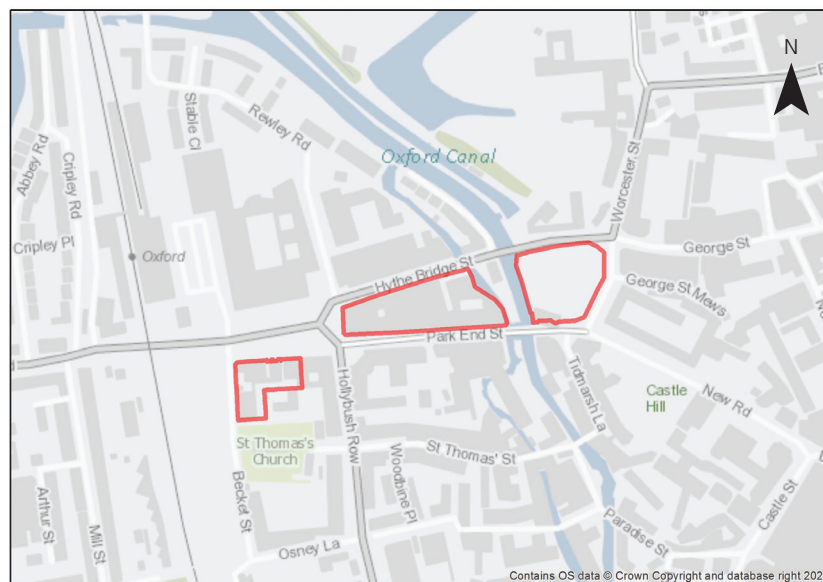 N
Abbey Rd
Cripley Rd
Stable Cl
Rewley Rd
Oxford Canal
Worcester St
Cripley Pl
Oxford
Hythe Bridge St
George St
George St Mews
Park End St
Hollybush Row
Tidmarsh La
Castle
Hill
New Rd
St Thomas's
Church
St Thomas' St
Woodbine Pl
Becket St
Arthur St
Mill St
Osney La
Paradise St
Castle St
Contains OS data © Crown Copyright and database right 202